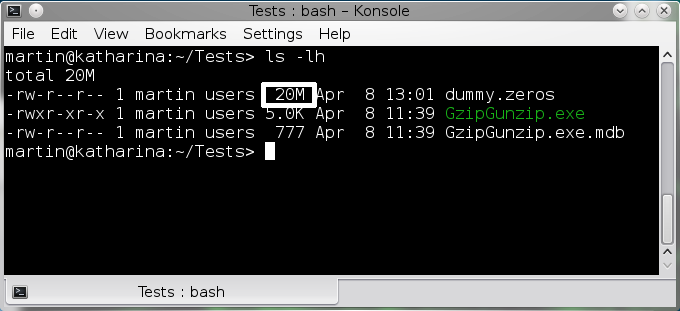 Tests : bash – Konsole
File Edit View Bookmarks Settings Help
martin@katharina:~/Tests> ls -lh
total 20M
-rw-r--r-- 1 martin users  20M Apr  8 13:01 dummy.zeros
-rwxr-xr-x 1 martin users 5.0K Apr  8 11:39 GzipGunzip.exe
-rw-r--r-- 1 martin users  777 Apr  8 11:39 GzipGunzip.exe.mdb
martin@katharina:~/Tests>
Tests : bash